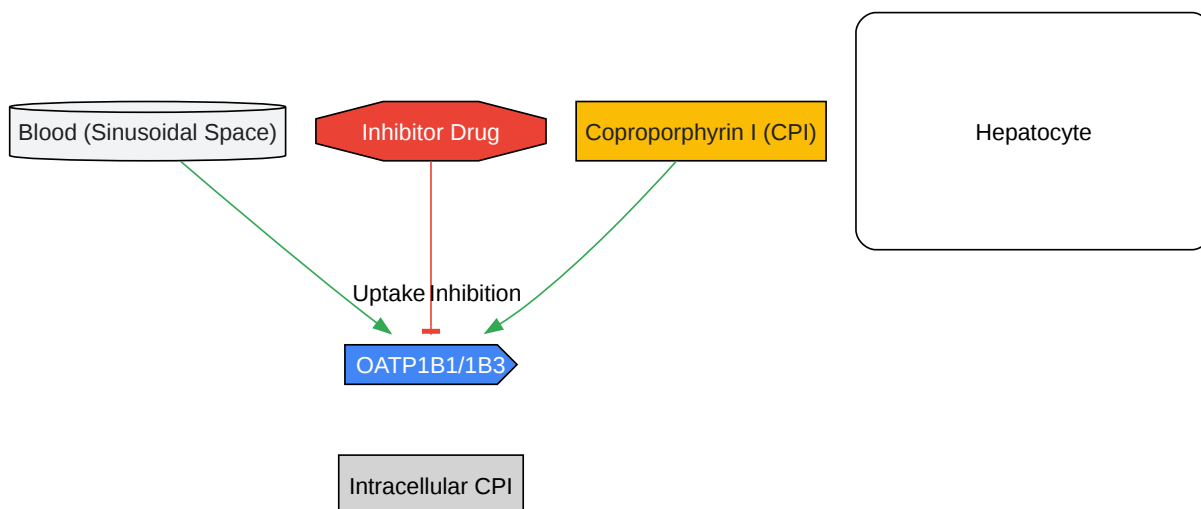 Blood (Sinusoidal Space)
Inhibitor Drug
Coproporphyrin I (CPI)
Hepatocyte
Uptake
Inhibition
OATP1B1/1B3
Intracellular CPI